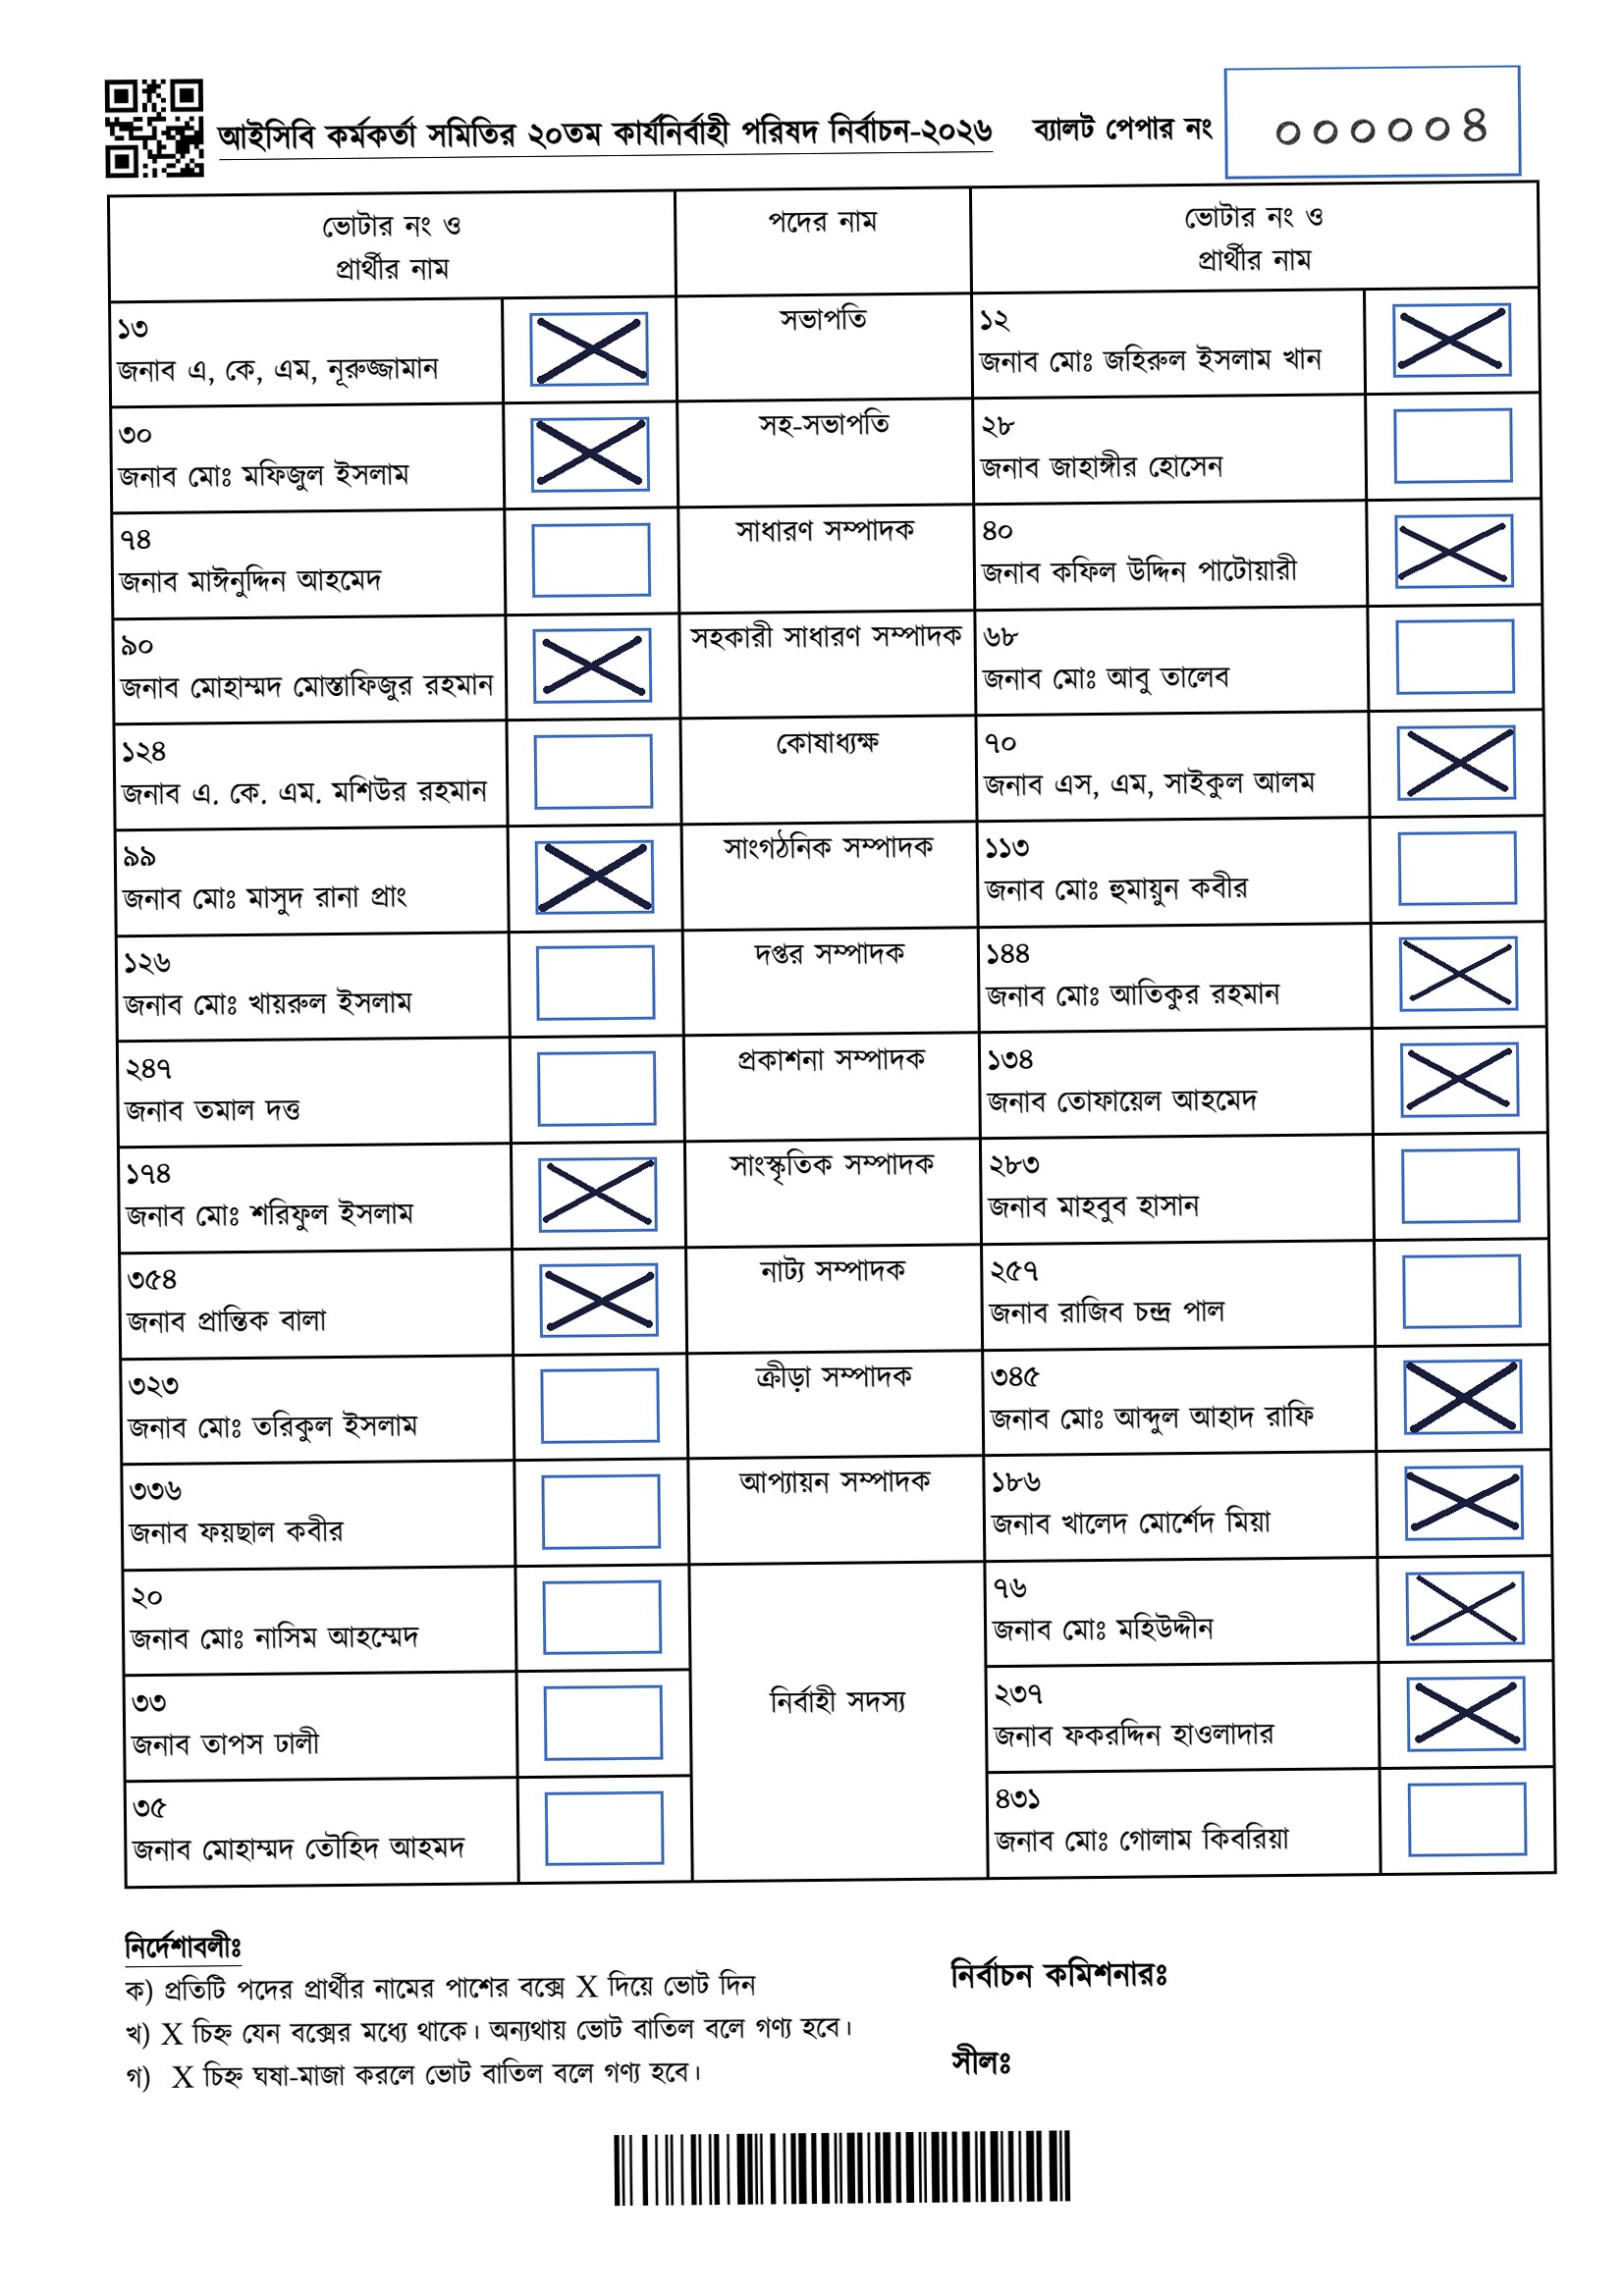 আইসিবি কর্মকর্তা সমিতির ২০তম কার্যনির্বাহী পরিষদ নির্বাচন-২০২৬ ব্যালট পেপার নং ০০০০০৪
ভোটার নং ও
প্রার্থীর নাম
পদের নাম
ভোটার নং ও
প্রার্থীর নাম
১৩
জনাব এ, কে, এম, নূরুজ্জামান
সভাপতি
১২
জনাব মোঃ জহিরুল ইসলাম খান
৩০
জনাব মোঃ মফিজুল ইসলাম
সহ-সভাপতি
২৮
জনাব জাহাঙ্গীর হোসেন
৭৪
জনাব মাঈনুদ্দিন আহমেদ
সাধারণ সম্পাদক
৪০
জনাব কফিল উদ্দিন পাটোয়ারী
৯০
জনাব মোহাম্মদ মোস্তাফিজুর রহমান
সহকারী সাধারণ সম্পাদক
৬৮
জনাব মোঃ আবু তালেব
১২৪
জনাব এ. কে. এম. মশিউর রহমান
কোষাধ্যক্ষ
৭০
জনাব এস, এম, সাইকুল আলম
৯৯
জনাব মোঃ মাসুদ রানা প্রাং
সাংগঠনিক সম্পাদক
১১৩
জনাব মোঃ হুমায়ুন কবীর
১২৬
জনাব মোঃ খায়রুল ইসলাম
দপ্তর সম্পাদক
১৪৪
জনাব মোঃ আতিকুর রহমান
২৪৭
জনাব তমাল দত্ত
প্রকাশনা সম্পাদক
১৩৪
জনাব তোফায়েল আহমেদ
১৭৪
জনাব মোঃ শরিফুল ইসলাম
সাংস্কৃতিক সম্পাদক
২৮৩
জনাব মাহবুব হাসান
৩৫৪
জনাব প্রান্তিক বালা
নাট্য সম্পাদক
২৫৭
জনাব রাজিব চন্দ্র পাল
৩২৩
জনাব মোঃ তরিকুল ইসলাম
ক্রীড়া সম্পাদক
৩৪৫
জনাব মোঃ আব্দুল আহাদ রাফি
৩৩৬
জনাব ফয়ছাল কবীর
আপ্যায়ন সম্পাদক
১৮৬
জনাব খালেদ মোর্শেদ মিয়া
২০
জনাব মোঃ নাসিম আহম্মেদ
৭৬
জনাব মোঃ মহিউদ্দীন
৩৩
জনাব তাপস ঢালী
নির্বাহী সদস্য
২৩৭
জনাব ফকরদ্দিন হাওলাদার
৩৫
জনাব মোহাম্মদ তৌহিদ আহমদ
৪৩১
জনাব মোঃ গোলাম কিবরিয়া
নির্দেশাবলীঃ
ক) প্রতিটি পদের প্রার্থীর নামের পাশের বক্সে X দিয়ে ভোট দিন
খ) X চিহ্ন যেন বক্সের মধ্যে থাকে। অন্যথায় ভোট বাতিল বলে গণ্য হবে।
গ) X চিহ্ন ঘষা-মাজা করলে ভোট বাতিল বলে গণ্য হবে।
নির্বাচন কমিশনারঃ
সীলঃ